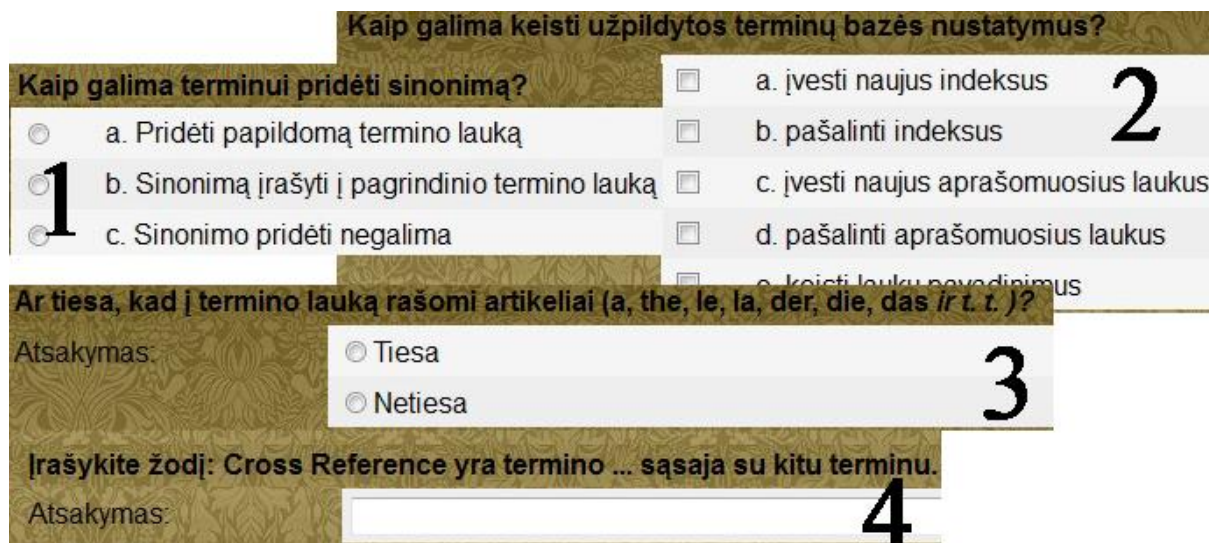 Kaip galima keisti užpildytos terminų bazės nustatymus?
a. įvesti naujus indeksus
b. pašalinti indeksus
c. įvesti naujus aprašomuosius laukus
d. pašalinti aprašomuosius laukus
e. keisti laukų pavadinimus
2
Kaip galima terminui pridėti sinonimą?
a. Pridėti papildomą termino lauką
b. Sinonimą įrašyti į pagrindinio termino lauką
c. Sinonimo pridėti negalima
1
Ar tiesa, kad į termino lauką rašomi artikeliai (a, the, le, la, der, die, das ir t. t. )?
Atsakymas:
Tiesa
Netiesa
3
Įrašykite žodį: Cross Reference yra termino ... sąsaja su kitu terminu.
Atsakymas:
4